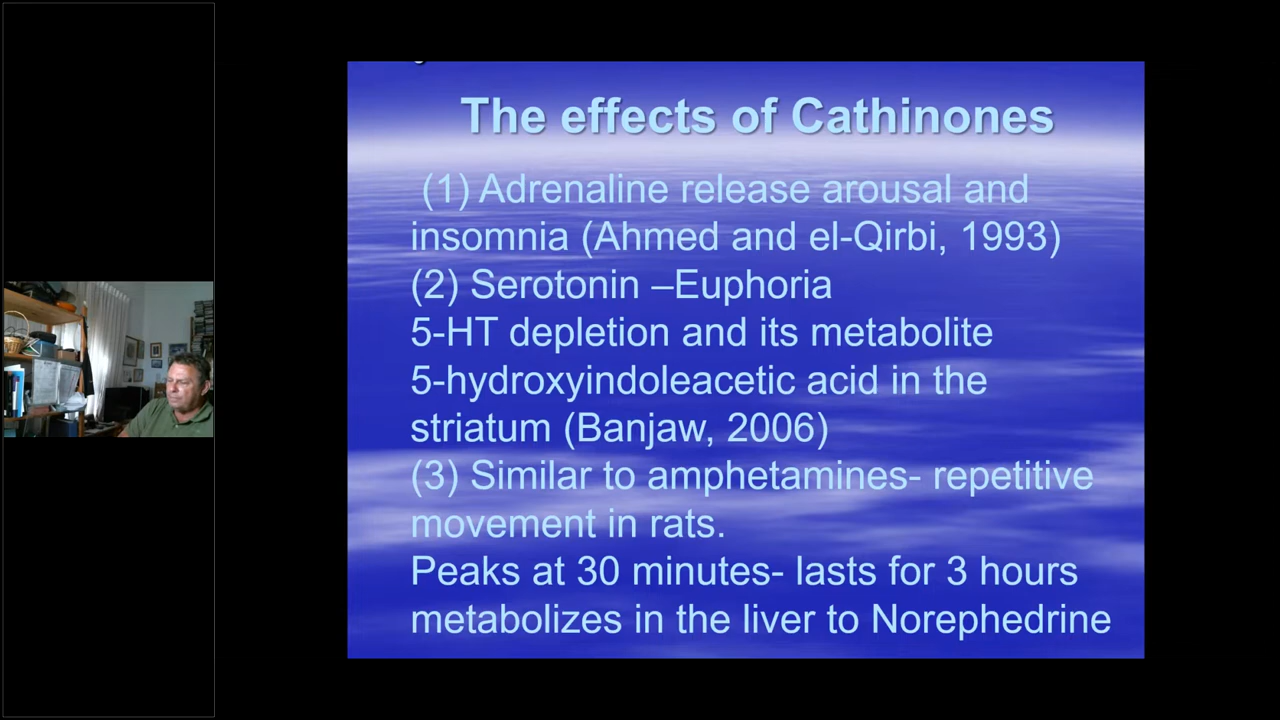 The effects of Cathinones
(1) Adrenaline release arousal and
insomnia (Ahmed and el-Qirbi, 1993)
(2) Serotonin –Euphoria
5-HT depletion and its metabolite
5-hydroxyindoleacetic acid in the
striatum (Banjaw, 2006)
(3) Similar to amphetamines- repetitive
movement in rats.
Peaks at 30 minutes- lasts for 3 hours
metabolizes in the liver to Norephedrine